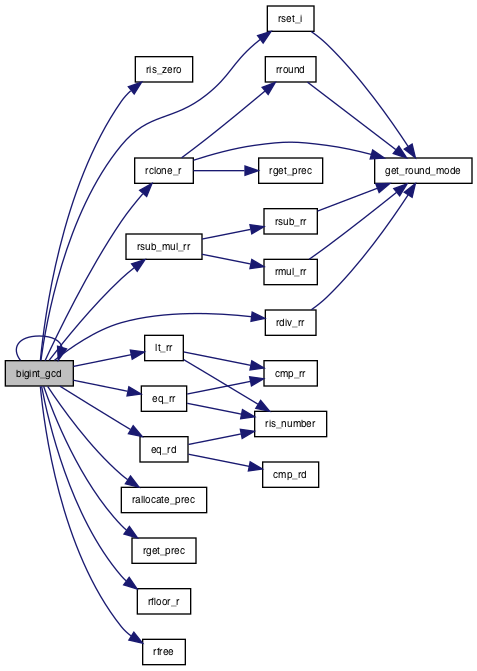 rset_i
rround
ris_zero
rclone_r
rget_prec
get_round_mode
rsub_rr
rsub_mul_rr
rmul_rr
rdiv_rr
lt_rr
bigint_gcd
cmp_rr
eq_rr
ris_number
eq_rd
cmp_rd
rallocate_prec
rget_prec
rfloor_r
rfree